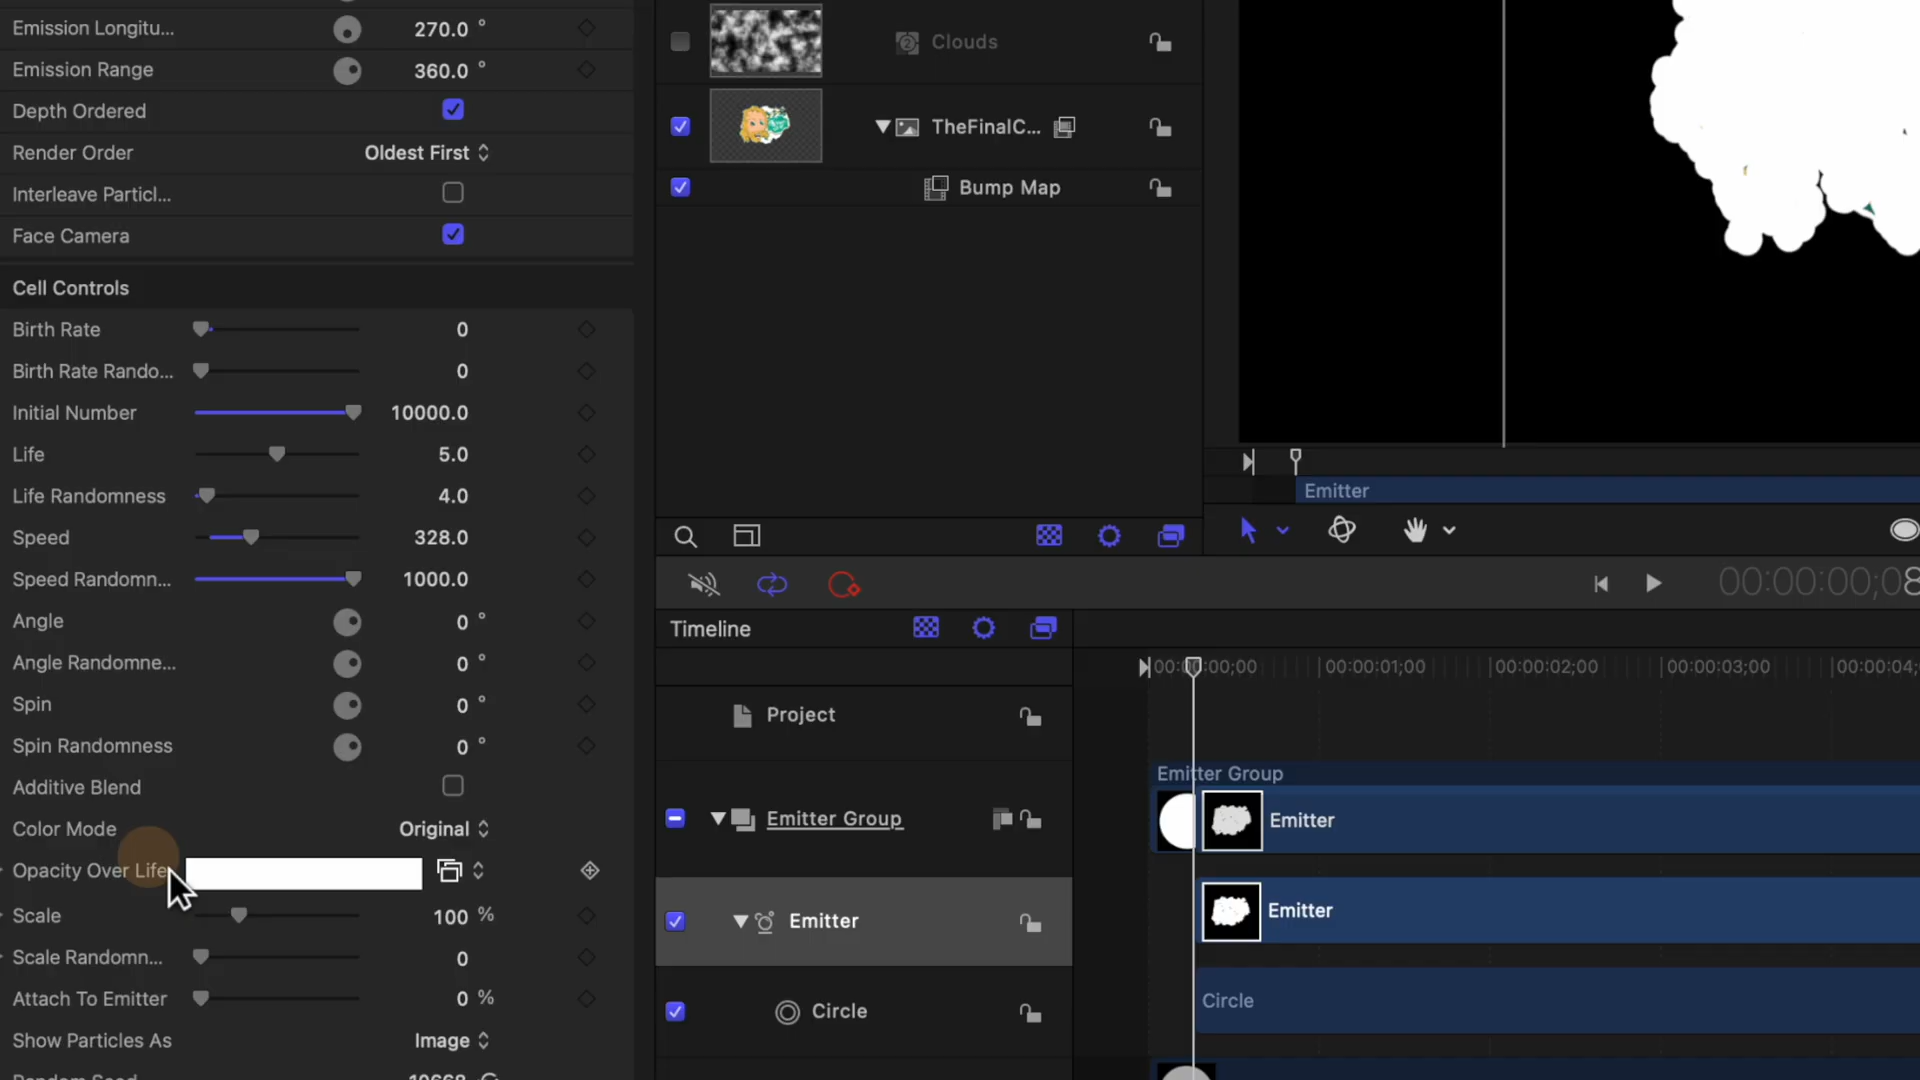 Emission Longitu... 270.0 °
Emission Range 360.0 °
Depth Ordered
Render Order Oldest First
Interleave Particl...
Face Camera
Cell Controls
Birth Rate 0
Birth Rate Rando... 0
Initial Number 10000.0
Life 5.0
Life Randomness 4.0
Speed 328.0
Speed Randomn... 1000.0
Angle 0 °
Angle Randomne... 0 °
Spin 0 °
Spin Randomness 0 °
Additive Blend
Color Mode Original
Opacity Over Life
Scale 100 %
Scale Randomn... 0
Attach To Emitter 0 %
Show Particles As Image
Clouds
TheFinalC...
Bump Map
Emitter
00:00:00;08
Timeline
00:00:00;00 00:00:01;00 00:00:02;00 00:00:03;00 00:00:04;
Project
Emitter Group
Emitter Group
Emitter
Emitter
Emitter
Circle
Circle